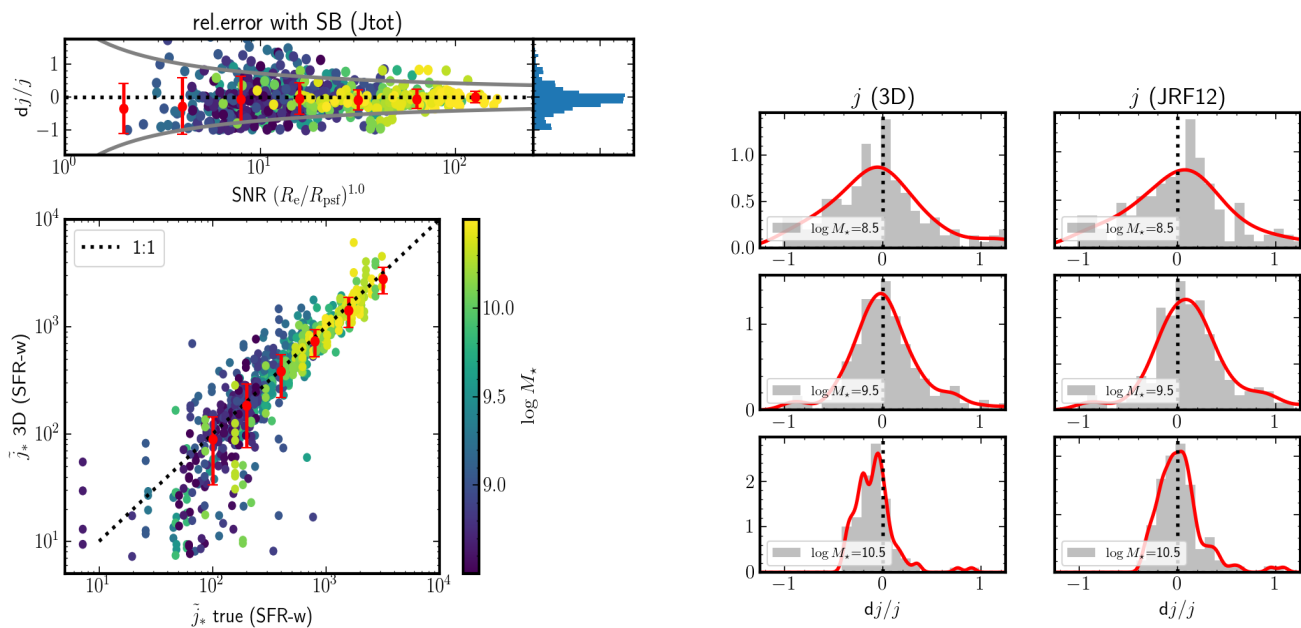 rel.error with SB (Jtot)
dj/j
1
0
−1
10^0
10^1
10^2
SNR (R_e/R_psf)^1.0
1:1
j̃_* 3D (SFR-w)
10^4
10^3
10^2
10^1
10^1
10^2
10^3
10^4
j̃_* true (SFR-w)
10.0
9.5
9.0
log M_⋆
j (3D)
j (JRF12)
1.0
0.5
0.0
log M_⋆=8.5
−1
0
1
log M_⋆=8.5
−1
0
1
1
0
log M_⋆=9.5
−1
0
1
log M_⋆=9.5
−1
0
1
2
1
0
log M_⋆=10.5
−1
0
1
dj/j
log M_⋆=10.5
−1
0
1
dj/j